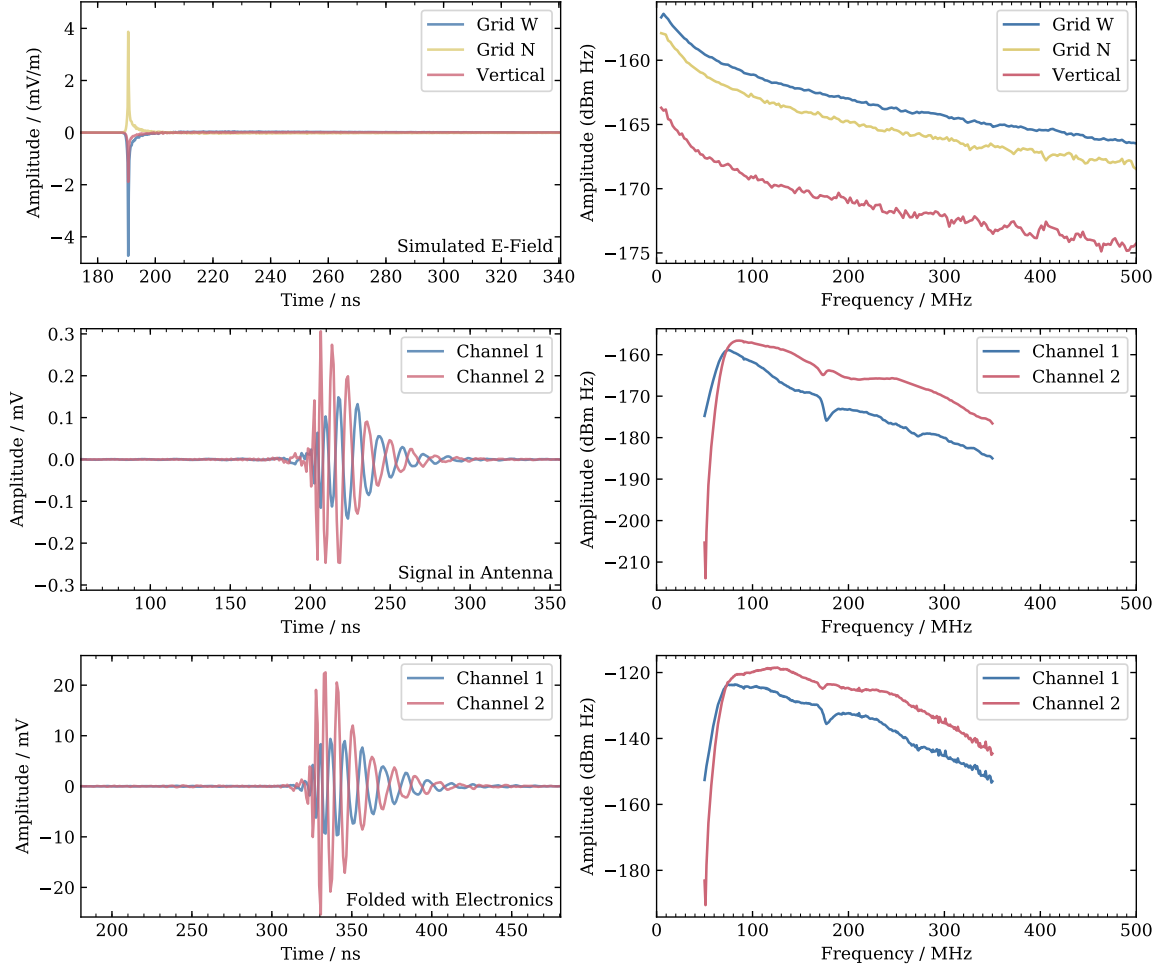 Amplitude / (mV/m)
4
2
0
−2
−4
Grid W
Grid N
Vertical
Simulated E-Field
180 200 220 240 260 280 300 320 340
Time / ns
Amplitude (dBm Hz)
−160
−165
−170
−175
Grid W
Grid N
Vertical
0 100 200 300 400 500
Frequency / MHz
Amplitude / mV
0.3
0.2
0.1
0.0
−0.1
−0.2
−0.3
Channel 1
Channel 2
Signal in Antenna
100 150 200 250 300 350
Time / ns
Amplitude (dBm Hz)
−160
−170
−180
−190
−200
−210
Channel 1
Channel 2
0 100 200 300 400 500
Frequency / MHz
Amplitude / mV
20
10
0
−10
−20
Channel 1
Channel 2
Folded with Electronics
200 250 300 350 400 450
Time / ns
Amplitude (dBm Hz)
−120
−140
−160
−180
Channel 1
Channel 2
0 100 200 300 400 500
Frequency / MHz